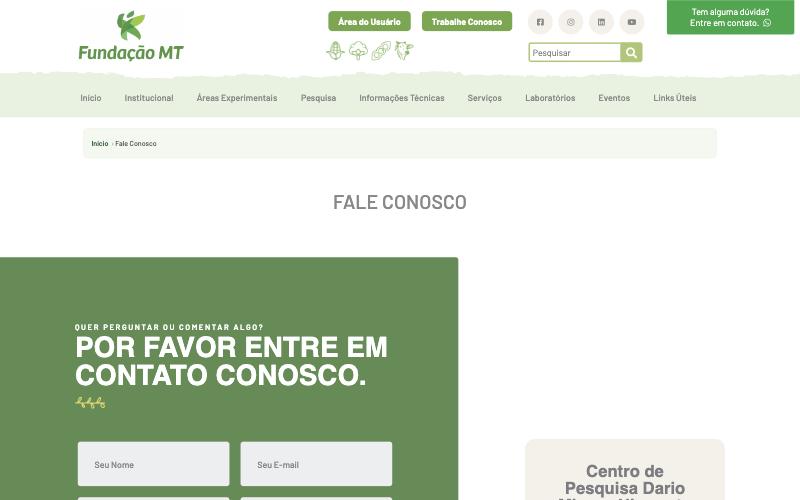 Fundação MT
Área do Usuário
Trabalhe Conosco
Tem alguma dúvida?
Entre em contato.
Pesquisar
Início
Institucional
Áreas Experimentais
Pesquisa
Informações Técnicas
Serviços
Laboratórios
Eventos
Links Úteis
Início › Fale Conosco
FALE CONOSCO
QUER PERGUNTAR OU COMENTAR ALGO?
POR FAVOR ENTRE EM
CONTATO CONOSCO.
Seu Nome
Seu E-mail
Centro de
Pesquisa Dario